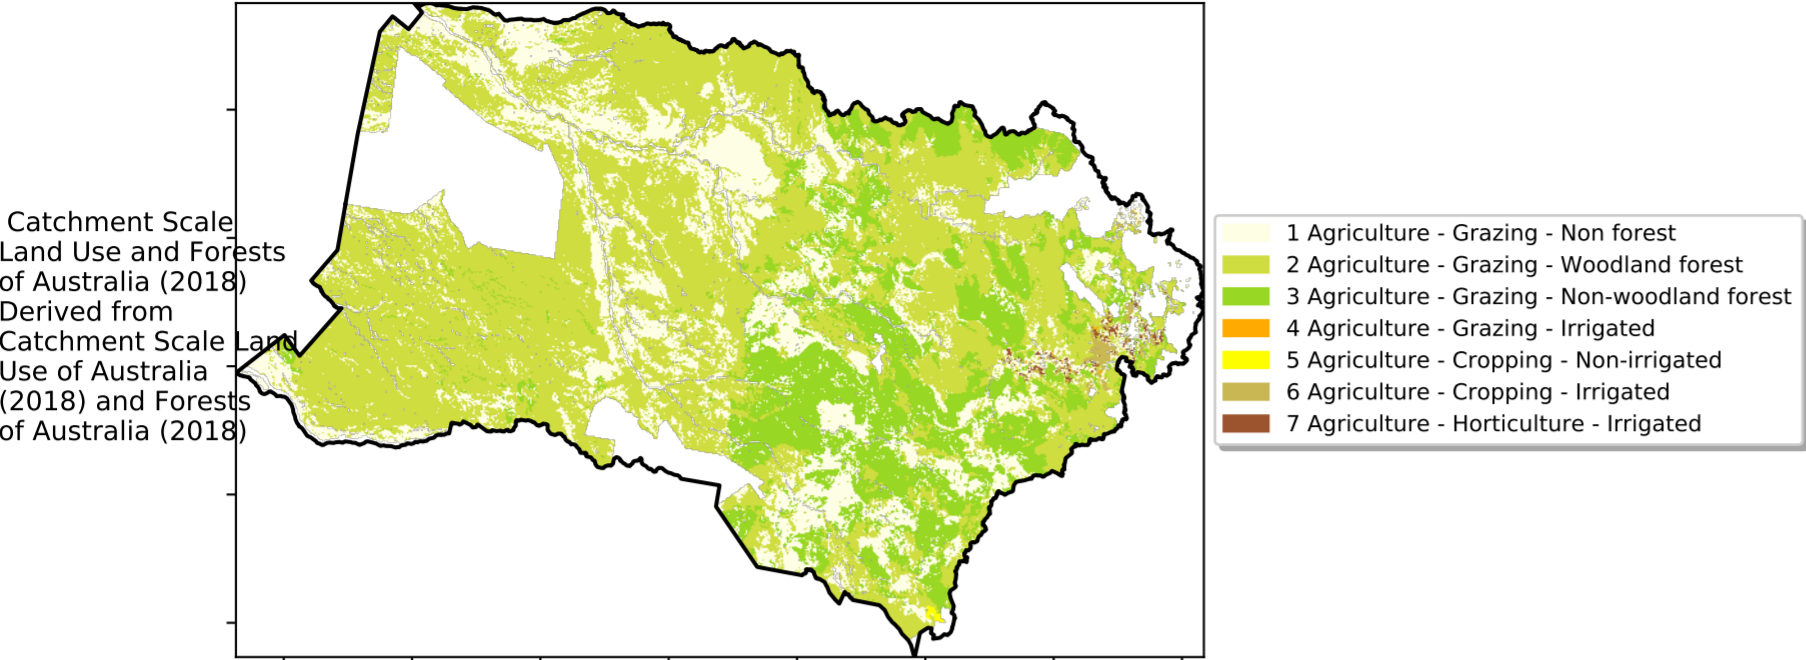 Catchment Scale
Land Use and Forests
of Australia (2018)
Derived from
Catchment Scale Land
Use of Australia
(2018) and Forests
of Australia (2018)
1 Agriculture - Grazing - Non forest
2 Agriculture - Grazing - Woodland forest
3 Agriculture - Grazing - Non-woodland forest
4 Agriculture - Grazing - Irrigated
5 Agriculture - Cropping - Non-irrigated
6 Agriculture - Cropping - Irrigated
7 Agriculture - Horticulture - Irrigated